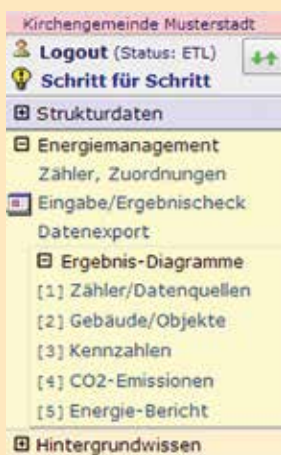 Kirchengemeinde Musterstadt
Logout (Status: ETL)
Schritt für Schritt
Strukturdaten
Energiemanagement
Zähler, Zuordnungen
Eingabe/Ergebnischeck
Datenexport
Ergebnis-Diagramme
[1] Zähler/Datenquellen
[2] Gebäude/Objekte
[3] Kennzahlen
[4] CO2-Emissionen
[5] Energie-Bericht
Hintergrundwissen